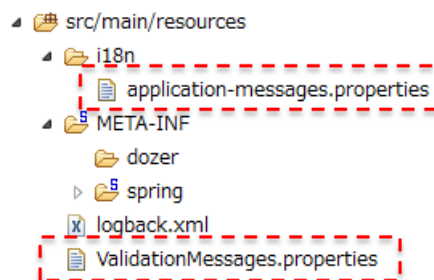 src/main/resources
i18n
application-messages.properties
META-INF
dozer
spring
logback.xml
ValidationMessages.properties